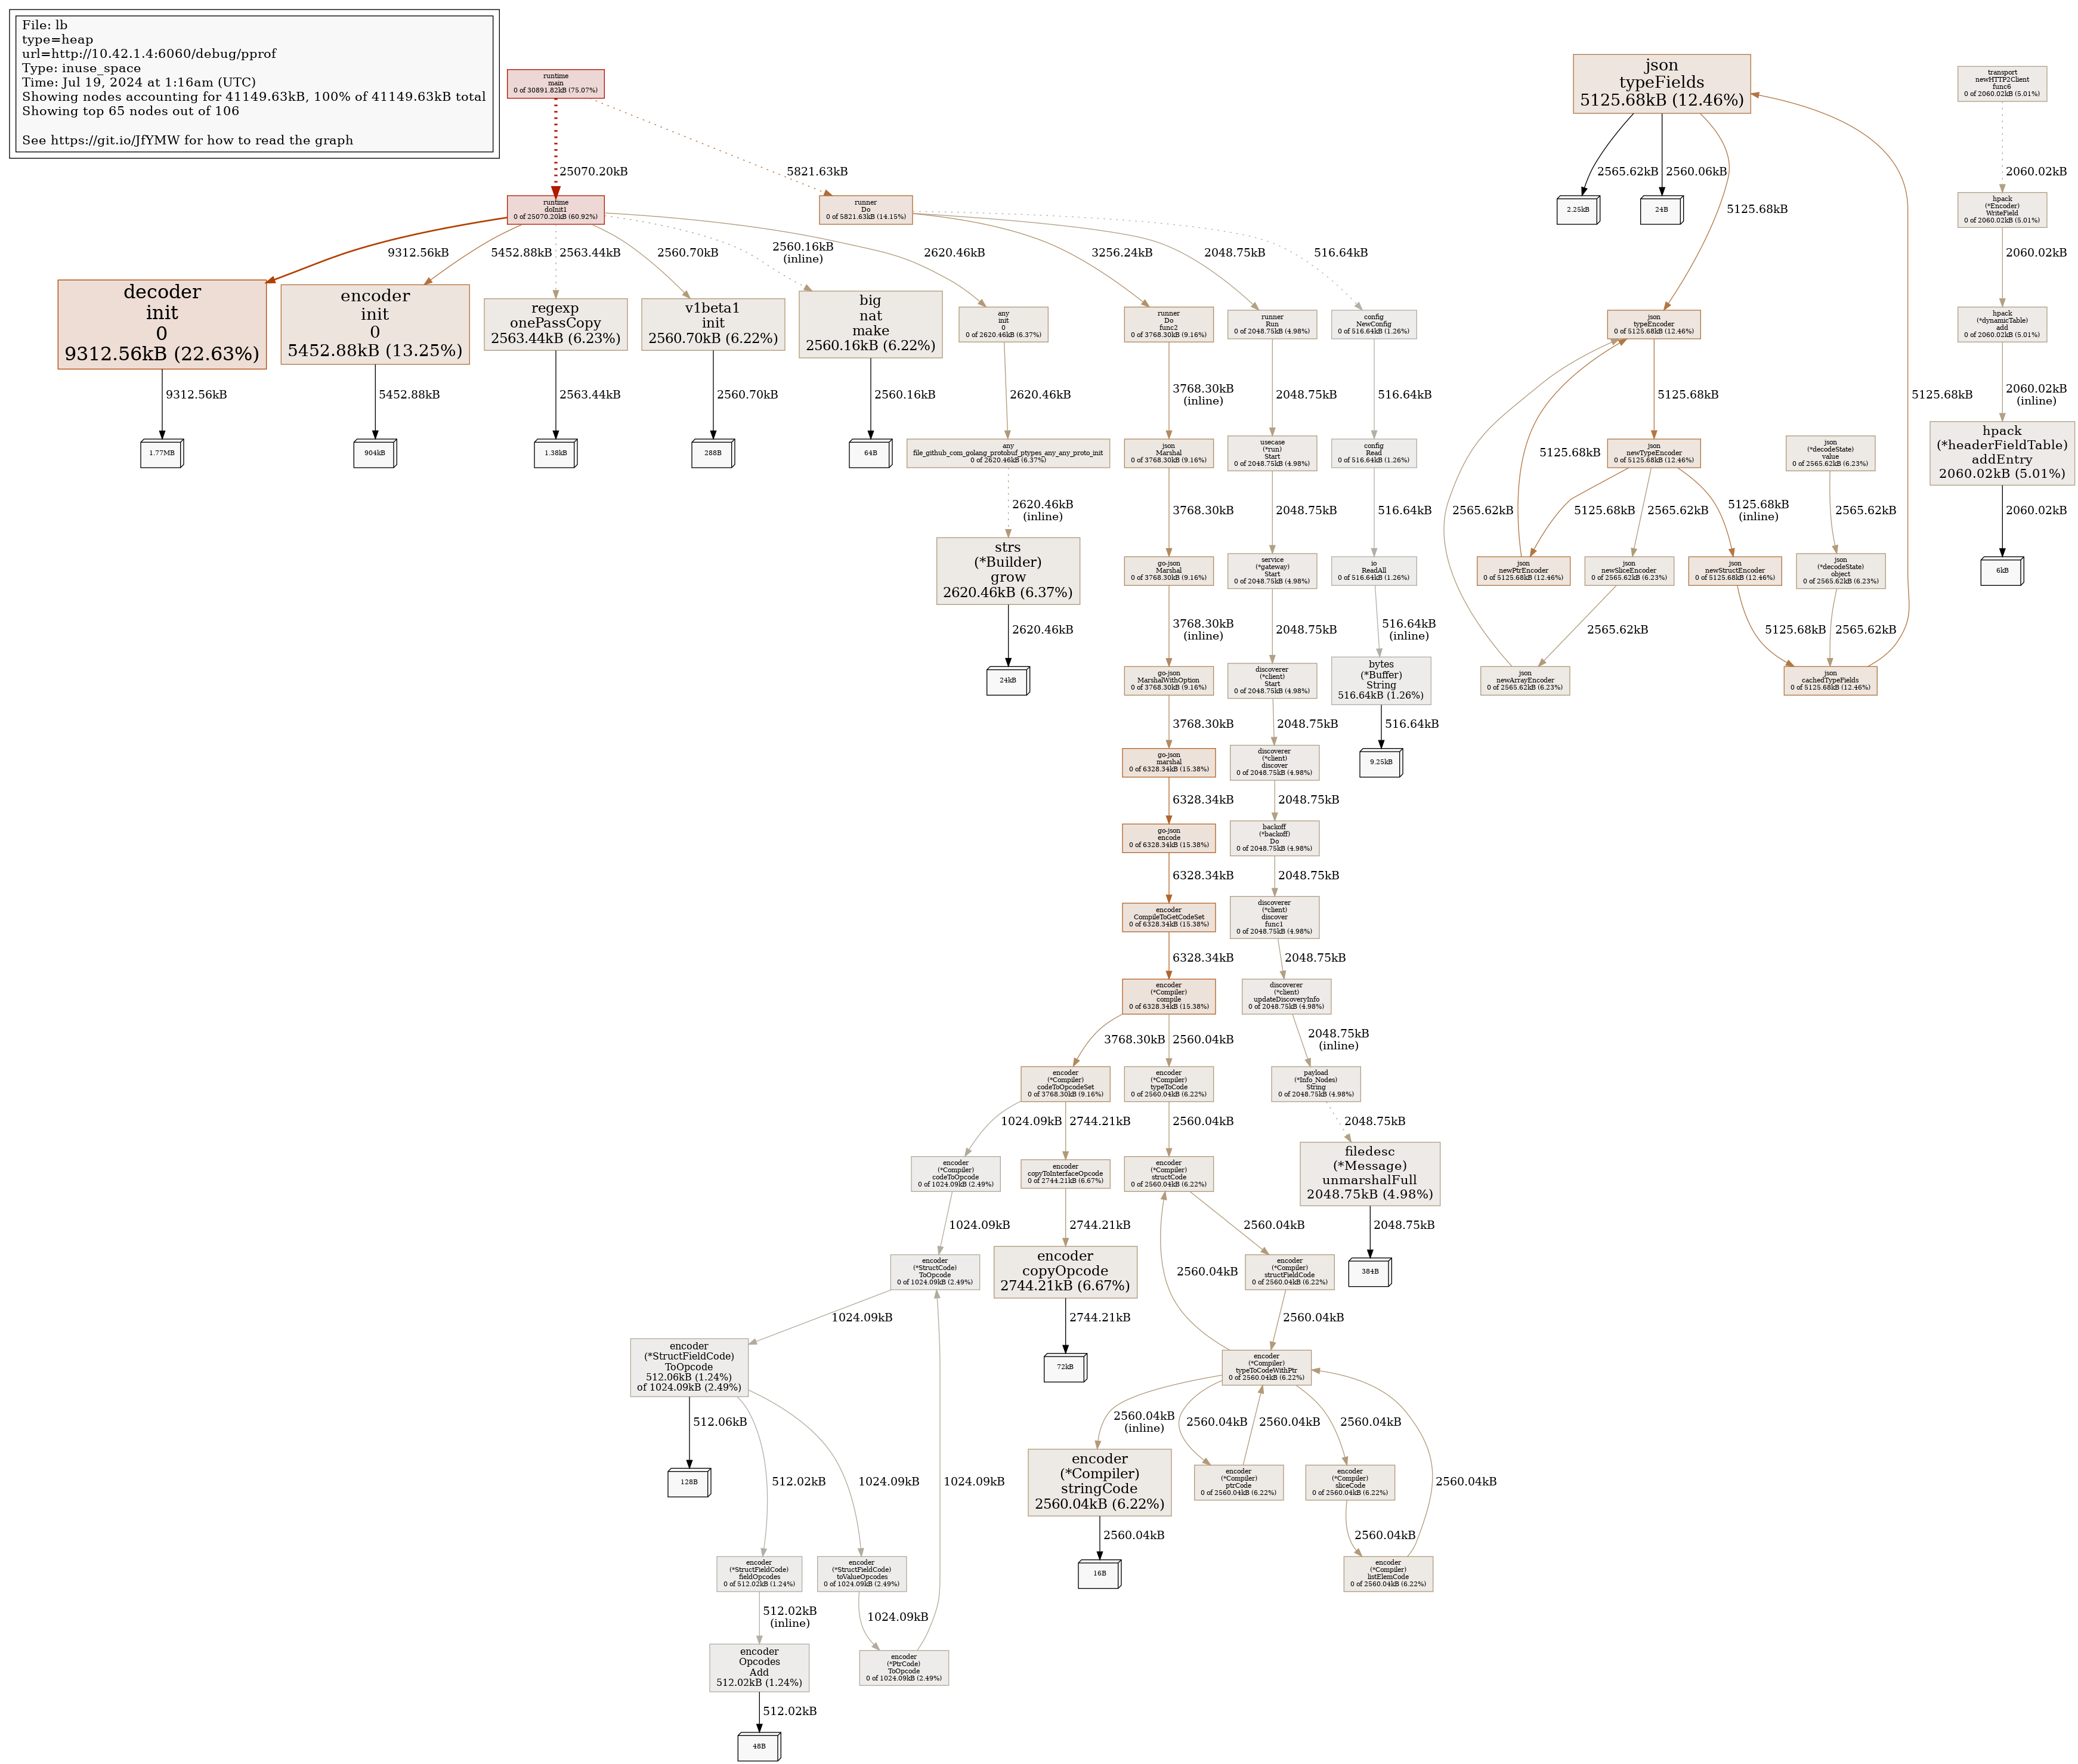 File: lb
type=heap
url=http://10.42.1.4:6060/debug/pprof
Type: inuse_space
Time: Jul 19, 2024 at 1:16am (UTC)
Showing nodes accounting for 41149.63kB, 100% of 41149.63kB total
Showing top 65 nodes out of 106
See https://git.io/JfYMW for how to read the graph
runtime
main
0 of 30891.82kB (75.07%)
json
typeFields
5125.68kB (12.46%)
transport
newHTTP2Client
func6
0 of 2060.02kB (5.01%)
25070.20kB
5821.63kB
2565.62kB
2560.06kB
2060.02kB
runtime
doInit1
0 of 25070.20kB (60.92%)
runner
Do
0 of 5821.63kB (14.15%)
2.25kB
24B
5125.68kB
hpack
(*Encoder)
WriteField
0 of 2060.02kB (5.01%)
9312.56kB
5452.88kB
2563.44kB
2560.70kB
2560.16kB
(inline)
2620.46kB
3256.24kB
2048.75kB
516.64kB
2060.02kB
decoder
init
0
9312.56kB (22.63%)
encoder
init
0
5452.88kB (13.25%)
regexp
onePassCopy
2563.44kB (6.23%)
v1beta1
init
2560.70kB (6.22%)
big
nat
make
2560.16kB (6.22%)
any
init
0
0 of 2620.46kB (6.37%)
runner
Do
func2
0 of 3768.30kB (9.16%)
runner
Run
0 of 2048.75kB (4.98%)
config
NewConfig
0 of 516.64kB (1.26%)
json
typeEncoder
0 of 5125.68kB (12.46%)
hpack
(*dynamicTable)
add
0 of 2060.02kB (5.01%)
9312.56kB
5452.88kB
2563.44kB
2560.70kB
2560.16kB
2620.46kB
3768.30kB
(inline)
2048.75kB
516.64kB
5125.68kB
5125.68kB
2060.02kB
(inline)
1.77MB
904kB
1.38kB
288B
64B
any
file_github_com_golang_protobuf_ptypes_any_any_proto_init
0 of 2620.46kB (6.37%)
json
Marshal
0 of 3768.30kB (9.16%)
usecase
(*run)
Start
0 of 2048.75kB (4.98%)
config
Read
0 of 516.64kB (1.26%)
5125.68kB
json
newTypeEncoder
0 of 5125.68kB (12.46%)
json
(*decodeState)
value
0 of 2565.62kB (6.23%)
hpack
(*headerFieldTable)
addEntry
2060.02kB (5.01%)
2620.46kB
(inline)
3768.30kB
2048.75kB
516.64kB
2565.62kB
5125.68kB
2565.62kB
5125.68kB
(inline)
2565.62kB
2060.02kB
strs
(*Builder)
grow
2620.46kB (6.37%)
go-json
Marshal
0 of 3768.30kB (9.16%)
service
(*gateway)
Start
0 of 2048.75kB (4.98%)
io
ReadAll
0 of 516.64kB (1.26%)
json
newPtrEncoder
0 of 5125.68kB (12.46%)
json
newSliceEncoder
0 of 2565.62kB (6.23%)
json
newStructEncoder
0 of 5125.68kB (12.46%)
json
(*decodeState)
object
0 of 2565.62kB (6.23%)
6kB
2620.46kB
3768.30kB
(inline)
2048.75kB
516.64kB
(inline)
2565.62kB
5125.68kB
2565.62kB
24kB
go-json
MarshalWithOption
0 of 3768.30kB (9.16%)
discoverer
(*client)
Start
0 of 2048.75kB (4.98%)
bytes
(*Buffer)
String
516.64kB (1.26%)
json
newArrayEncoder
0 of 2565.62kB (6.23%)
json
cachedTypeFields
0 of 5125.68kB (12.46%)
3768.30kB
2048.75kB
516.64kB
go-json
marshal
0 of 6328.34kB (15.38%)
discoverer
(*client)
discover
0 of 2048.75kB (4.98%)
9.25kB
6328.34kB
2048.75kB
go-json
encode
0 of 6328.34kB (15.38%)
backoff
(*backoff)
Do
0 of 2048.75kB (4.98%)
6328.34kB
2048.75kB
encoder
CompileToGetCodeSet
0 of 6328.34kB (15.38%)
discoverer
(*client)
discover
func1
0 of 2048.75kB (4.98%)
6328.34kB
2048.75kB
encoder
(*Compiler)
compile
0 of 6328.34kB (15.38%)
discoverer
(*client)
updateDiscoveryInfo
0 of 2048.75kB (4.98%)
3768.30kB
2560.04kB
2048.75kB
(inline)
encoder
(*Compiler)
codeToOpcodeSet
0 of 3768.30kB (9.16%)
encoder
(*Compiler)
typeToCode
0 of 2560.04kB (6.22%)
payload
(*Info_Nodes)
String
0 of 2048.75kB (4.98%)
1024.09kB
2744.21kB
2560.04kB
2048.75kB
encoder
(*Compiler)
codeToOpcode
0 of 1024.09kB (2.49%)
encoder
copyToInterfaceOpcode
0 of 2744.21kB (6.67%)
encoder
(*Compiler)
structCode
0 of 2560.04kB (6.22%)
filedesc
(*Message)
unmarshalFull
2048.75kB (4.98%)
1024.09kB
2744.21kB
2560.04kB
2048.75kB
encoder
(*StructCode)
ToOpcode
0 of 1024.09kB (2.49%)
encoder
copyOpcode
2744.21kB (6.67%)
2560.04kB
encoder
(*Compiler)
structFieldCode
0 of 2560.04kB (6.22%)
384B
1024.09kB
2744.21kB
2560.04kB
encoder
(*StructFieldCode)
ToOpcode
512.06kB (1.24%)
of 1024.09kB (2.49%)
72kB
encoder
(*Compiler)
typeToCodeWithPtr
0 of 2560.04kB (6.22%)
512.06kB
2560.04kB
(inline)
2560.04kB
2560.04kB
2560.04kB
128B
512.02kB
1024.09kB
1024.09kB
encoder
(*Compiler)
stringCode
2560.04kB (6.22%)
encoder
(*Compiler)
ptrCode
0 of 2560.04kB (6.22%)
encoder
(*Compiler)
sliceCode
0 of 2560.04kB (6.22%)
2560.04kB
2560.04kB
2560.04kB
encoder
(*StructFieldCode)
fieldOpcodes
0 of 512.02kB (1.24%)
encoder
(*StructFieldCode)
toValueOpcodes
0 of 1024.09kB (2.49%)
16B
encoder
(*Compiler)
listElemCode
0 of 2560.04kB (6.22%)
512.02kB
(inline)
1024.09kB
encoder
Opcodes
Add
512.02kB (1.24%)
encoder
(*PtrCode)
ToOpcode
0 of 1024.09kB (2.49%)
512.02kB
48B